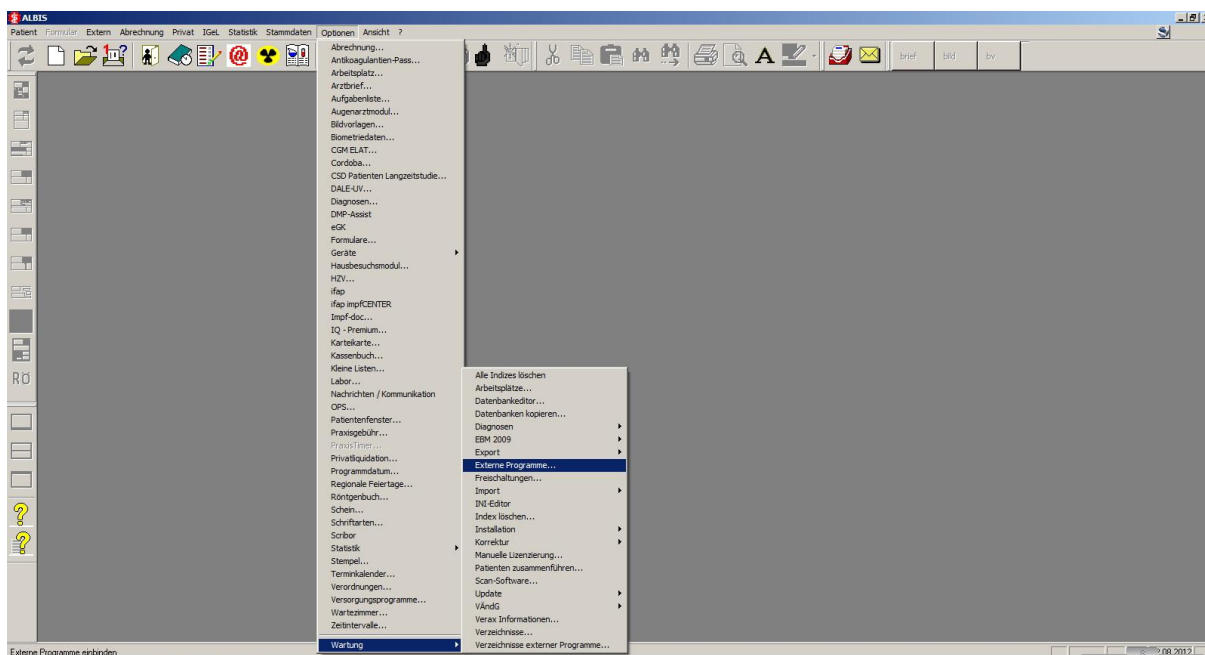 ALBIS
Patient Formular Extern Abrechnung Privat IGeL Statistik Stammdaten Optionen Ansicht ?
brief bild bv
Abrechnung...
Antikoagulantien-Pass...
Arbeitsplatz...
Arztbrief...
Aufgabenliste...
Augenarztmodul...
Bildvorlagen...
Biometriedaten...
CGM ELAT...
Cordoba...
CSD Patienten Langzeitstudie...
DALE-UV...
Diagnosen...
DMP-Assist
eGK
Formulare...
Geräte
Hausbesuchsmodul...
HZV...
ifap
ifap impfCENTER
Impf-doc...
IQ - Premium...
Karteikarte...
Kassenbuch...
Kleine Listen...
Labor...
Nachrichten / Kommunikation
OPS...
Patientenfenster...
Praxisgebühr...
PraxisTimer...
Privatliquidation...
Programmdatum...
Regionale Feiertage...
Röntgenbuch...
Schein...
Schriftarten...
Scribor
Statistik
Stempel...
Terminkalender...
Verordnungen...
Versorgungsprogramme...
Wartezimmer...
Zeitintervalle...
Wartung
Alle Indizes löschen
Arbeitsplätze...
Datenbankeditor...
Datenbanken kopieren...
Diagnosen
EBM 2009
Export
Externe Programme...
Freischaltungen...
Import
INI-Editor
Index löschen...
Installation
Korrektur
Manuelle Lizenzierung...
Patienten zusammenführen...
Scan-Software...
Update
VÄndG
Verax Informationen...
Verzeichnisse...
Verzeichnisse externer Programme...
RÖ
Externe Programme einbinden